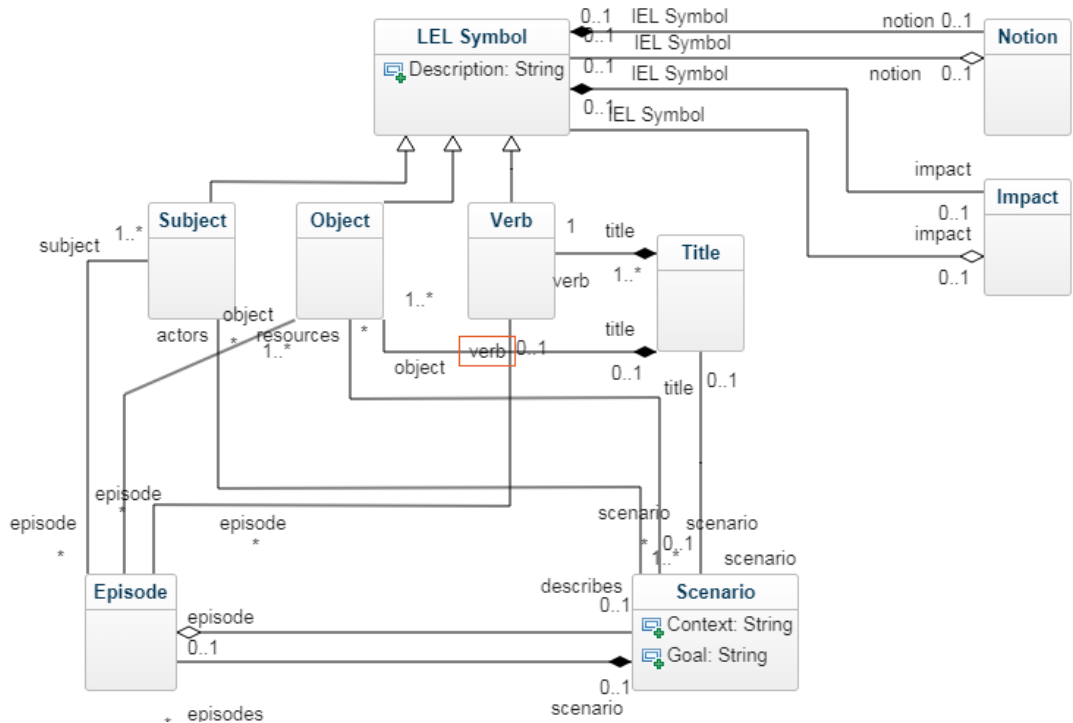 0..1 IEL Symbol notion 0..1
LEL Symbol Notion
0..1 IEL Symbol
Description: String 0..1 IEL Symbol notion 0..1
0..1 IEL Symbol
impact
Impact
0..1
impact
0..1
Subject Object Verb
1..* 1 title
subject Title
verb 1..*
1..*
object
actors * resources * title
1..* verb 0..1
object 0..1
title 0..1
episode
*
episode episode scenario scenario
* * * 0..1
1..* scenario
Episode describes Scenario
0..1
episode Context: String
0..1 Goal: String
0..1
* episodes scenario